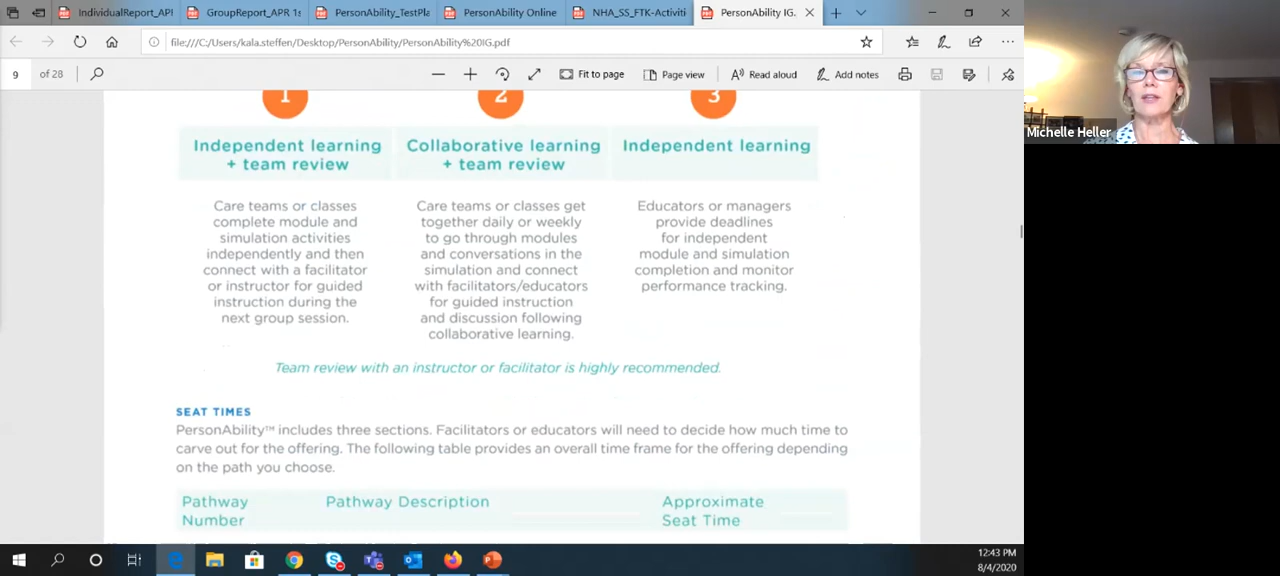 IndividualReport_API
GroupReport_APR 1s
PersonAbility_TestPla
PersonAbility Online
NHA_SS_FTK-Activiti
PersonAbility IG.
file:///C:/Users/kala.steffen/Desktop/PersonAbility/PersonAbility%20IG.pdf
9 of 28
Fit to page
Page view
Read aloud
Add notes
Michelle Heller
1 2 3
Independent learning
+ team review
Care teams or classes
complete module and
simulation activities
independently and then
connect with a facilitator
or instructor for guided
instruction during the
next group session.
Collaborative learning
+ team review
Care teams or classes get
together daily or weekly
to go through modules
and conversations in the
simulation and connect
with facilitators/educators
for guided instruction
and discussion following
collaborative learning.
Independent learning
Educators or managers
provide deadlines
for independent
module and simulation
completion and monitor
performance tracking.
Team review with an instructor or facilitator is highly recommended.
SEAT TIMES
PersonAbility™ includes three sections. Facilitators or educators will need to decide how much time to
carve out for the offering. The following table provides an overall time frame for the offering depending
on the path you choose.
Pathway
Number
Pathway Description
Approximate
Seat Time
12:43 PM
8/4/2020